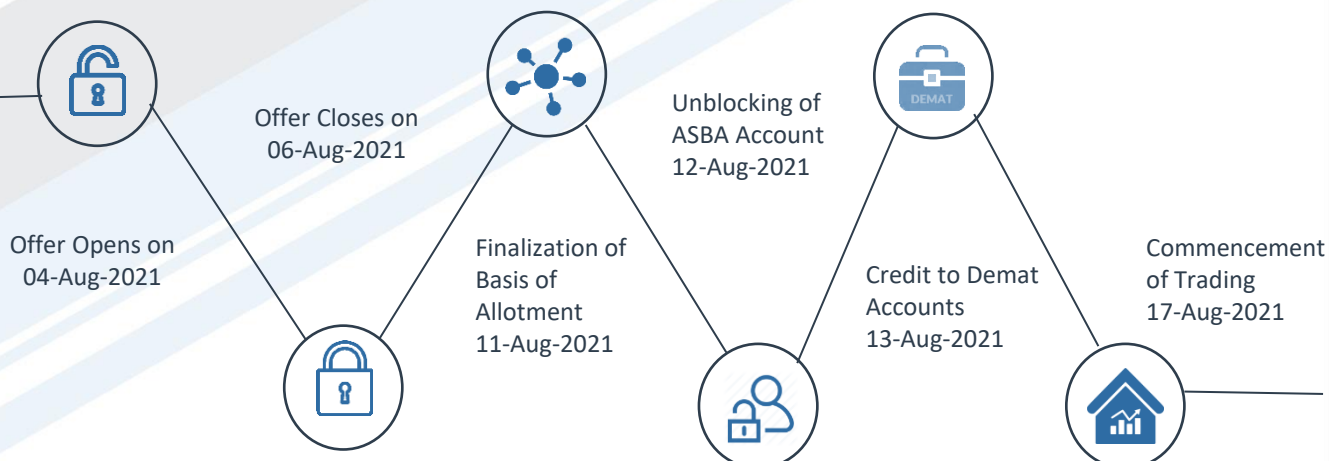 Offer Opens on
04-Aug-2021
Offer Closes on
06-Aug-2021
Finalization of
Basis of
Allotment
11-Aug-2021
Unblocking of
ASBA Account
12-Aug-2021
DEMAT
Credit to Demat
Accounts
13-Aug-2021
Commencement
of Trading
17-Aug-2021